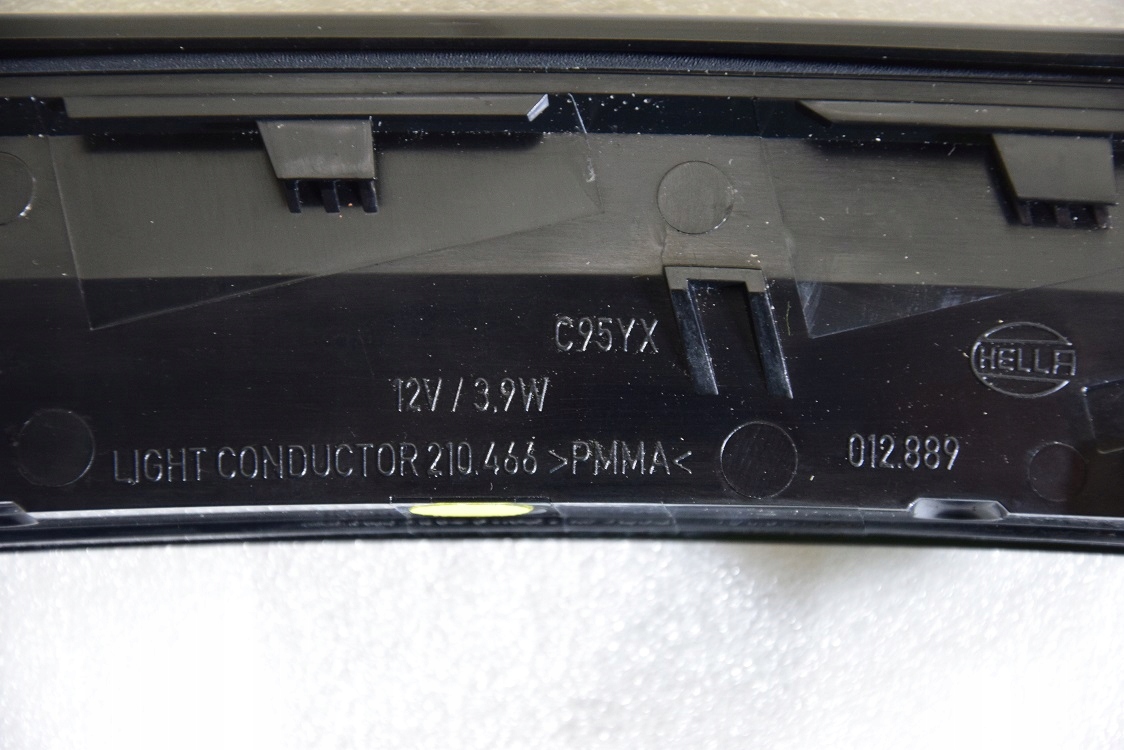 C95YX
HELLA
12V / 3,9W
LIGHT CONDUCTOR 210.466 >PMMA<
012.889